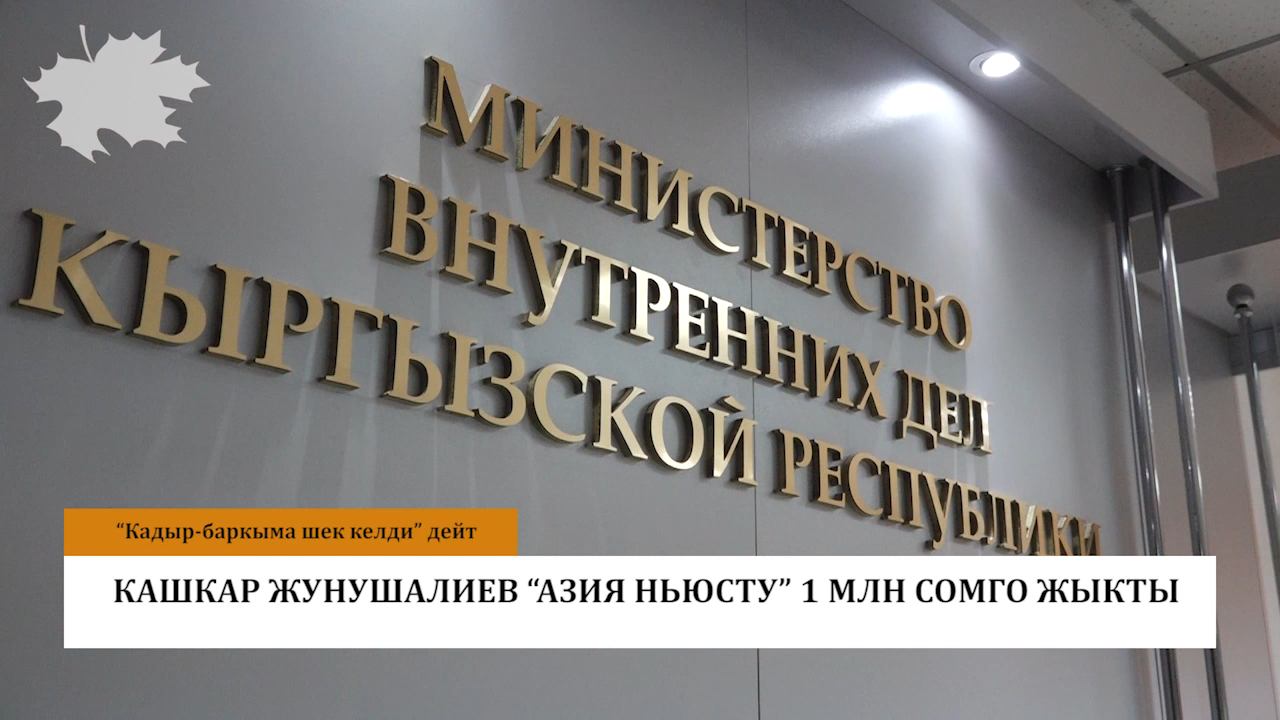 МИНИСТЕРСТВО
ВНУТРЕННИХ ДЕЛ
КЫРГЫЗСКОЙ РЕСПУБЛИКИ
“Кадыр-баркыма шек келди” дейт
КАШКАР ЖУНУШАЛИЕВ “АЗИЯ НЬЮСТУ” 1 МЛН СОМГО ЖЫКТЫ